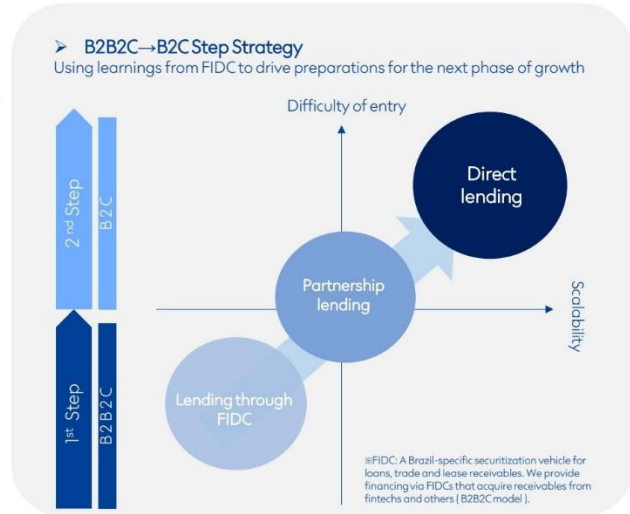 ➤ B2B2C→B2C Step Strategy
Using learnings from FIDC to drive preparations for the next phase of growth
Difficulty of entry
2nd Step
B2C
Direct
lending
Partnership
lending
Scalability
1st Step
B2B2C
Lending through
FIDC
※FIDC: A Brazil-specific securitization vehicle for
loans, trade and lease receivables. We provide
financing via FIDCs that acquire receivables from
fintechs and others ( B2B2C model ).